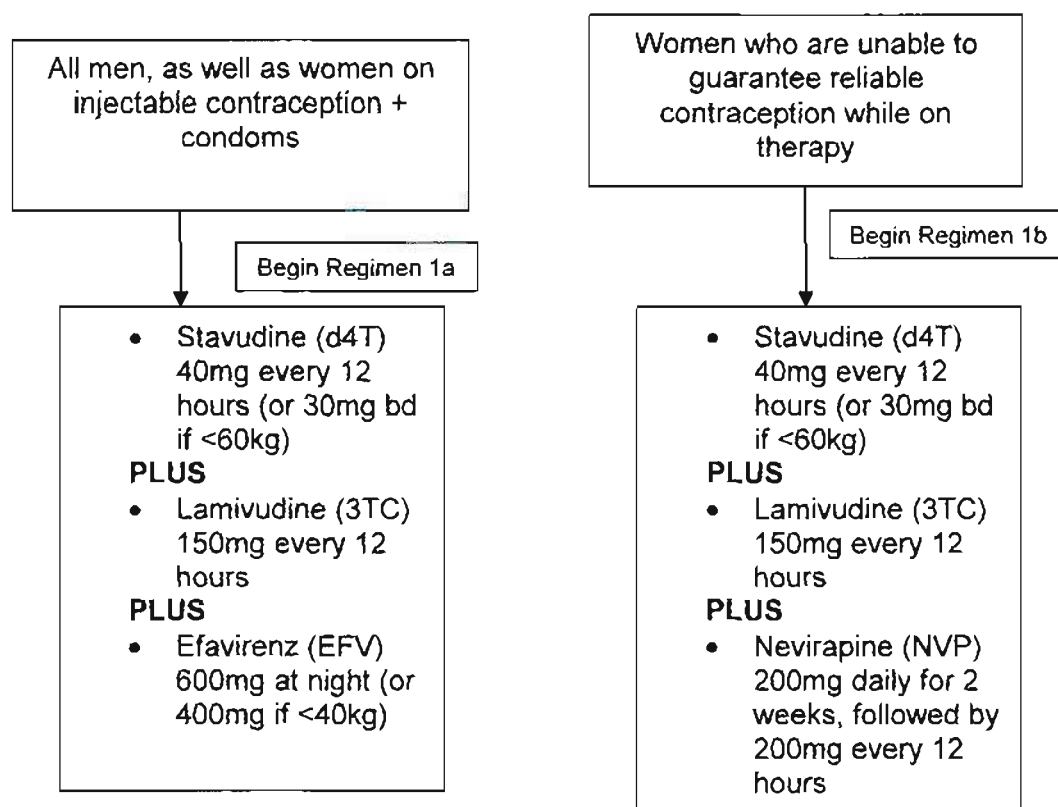 All men, as well as women on
injectable contraception +
condoms
Begin Regimen 1a
• Stavudine (d4T)
40mg every 12
hours (or 30mg bd
if <60kg)
PLUS
• Lamivudine (3TC)
150mg every 12
hours
PLUS
• Efavirenz (EFV)
600mg at night (or
400mg if <40kg)
Women who are unable to
guarantee reliable
contraception while on
therapy
Begin Regimen 1b
• Stavudine (d4T)
40mg every 12
hours (or 30mg bd
if <60kg)
PLUS
• Lamivudine (3TC)
150mg every 12
hours
PLUS
• Nevirapine (NVP)
200mg daily for 2
weeks, followed by
200mg every 12
hours